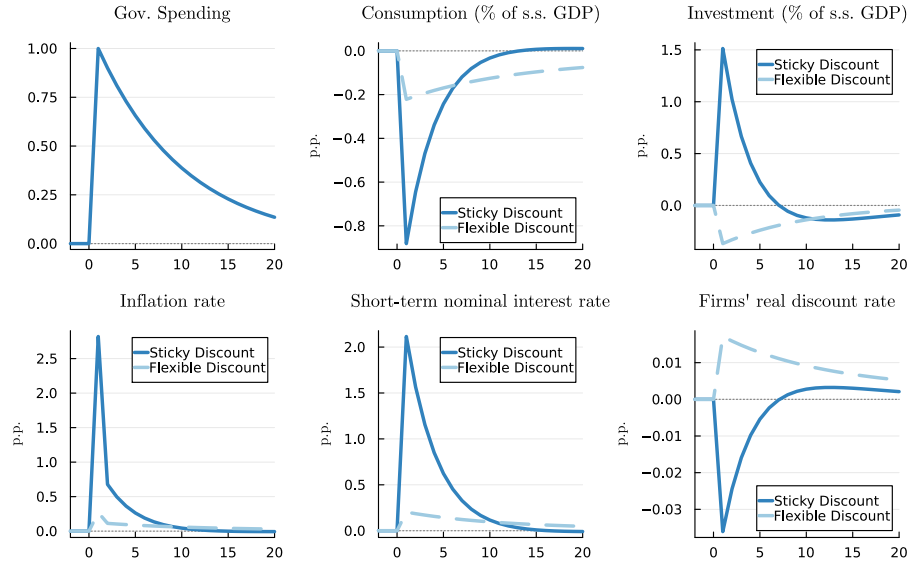 Gov. Spending
1.00
0.75
0.50
0.25
0.00
0 5 10 15 20
Consumption (% of s.s. GDP)
p.p.
0.0
−0.2
−0.4
−0.6
−0.8
Sticky Discount
Flexible Discount
0 5 10 15 20
Investment (% of s.s. GDP)
p.p.
1.5
1.0
0.5
0.0
Sticky Discount
Flexible Discount
0 5 10 15 20
Inflation rate
p.p.
2.5
2.0
1.5
1.0
0.5
0.0
Sticky Discount
Flexible Discount
0 5 10 15 20
Short-term nominal interest rate
p.p.
2.0
1.5
1.0
0.5
0.0
Sticky Discount
Flexible Discount
0 5 10 15 20
Firms' real discount rate
p.p.
0.01
0.00
−0.01
−0.02
−0.03
Sticky Discount
Flexible Discount
0 5 10 15 20